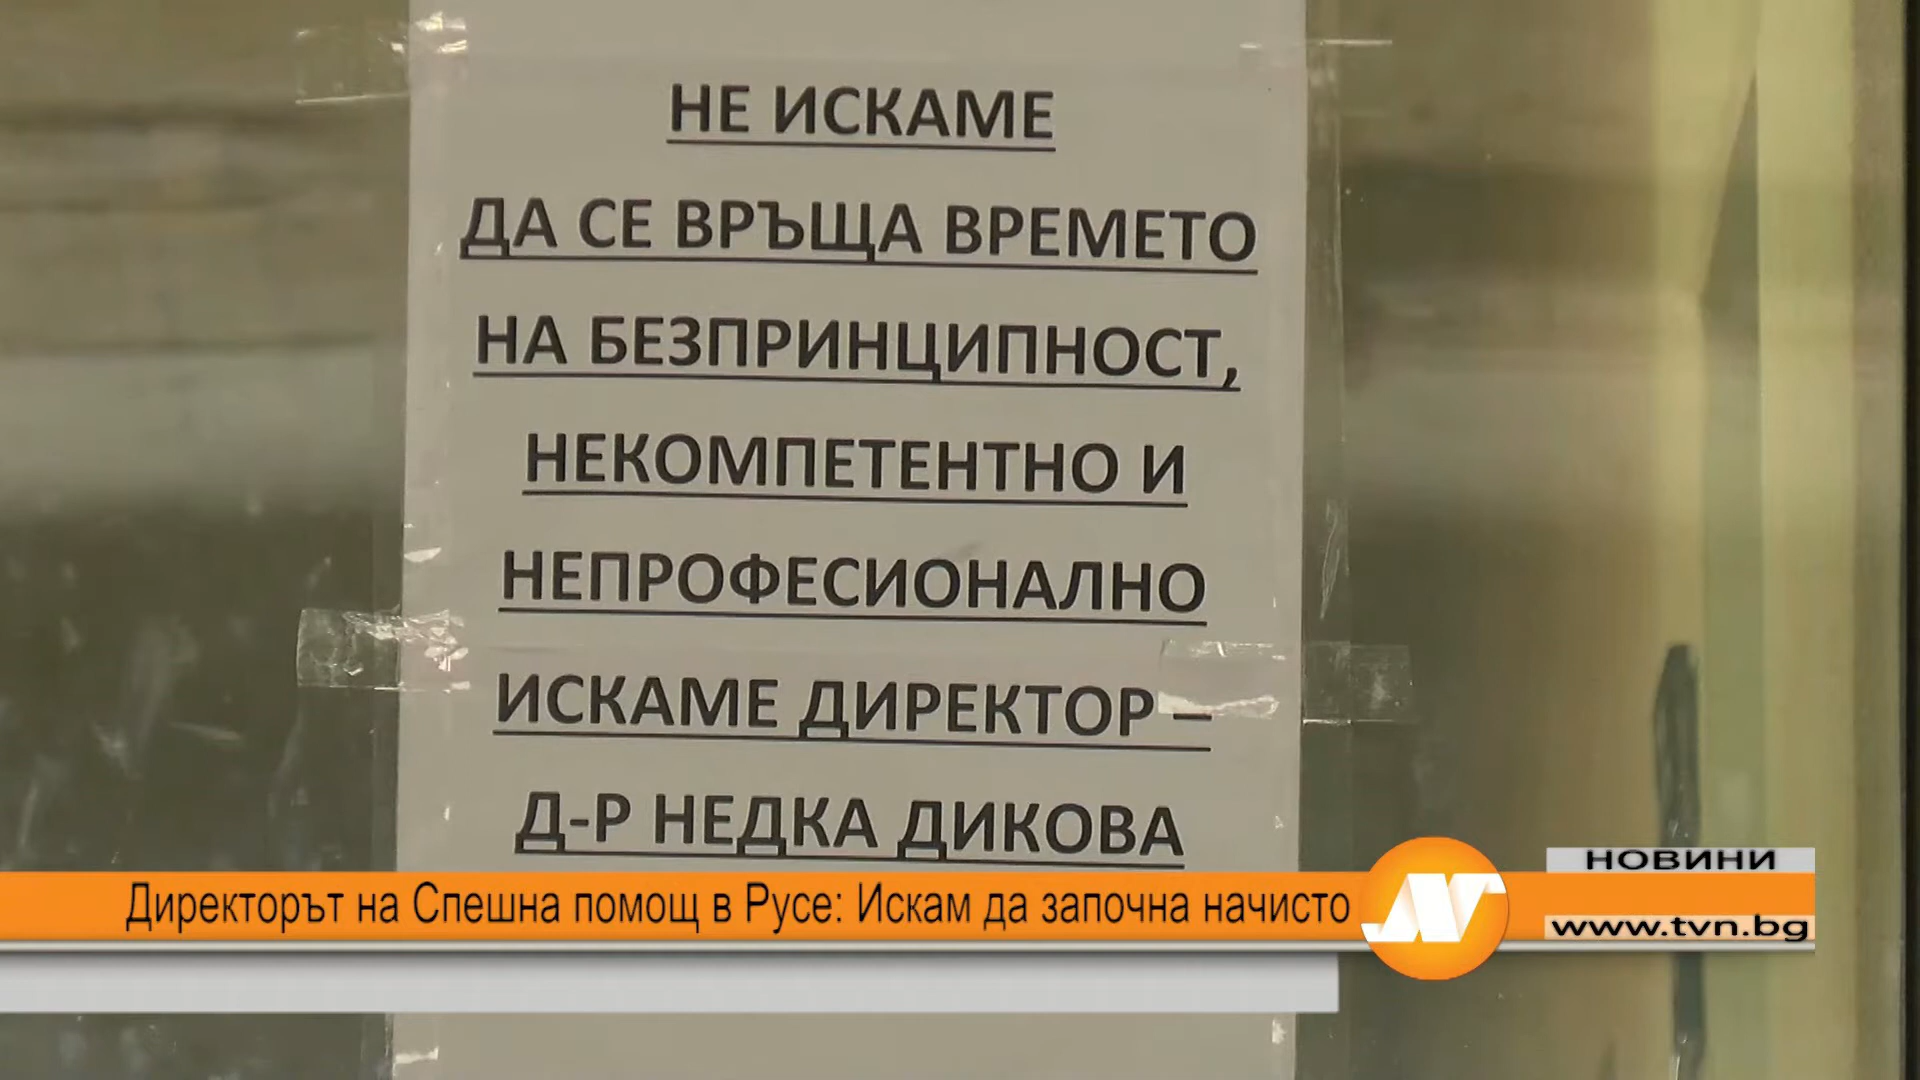 НЕ ИСКАМЕ
ДА СЕ ВРЪЩА ВРЕМЕТО
НА БЕЗПРИНЦИПНОСТ,
НЕКОМПЕТЕНТНО И
НЕПРОФЕСИОНАЛНО
ИСКАМЕ ДИРЕКТОР –
Д-Р НЕДКА ДИКОВА
Директорът на Спешна помощ в Русе: Искам да започна начисто
НОВИНИ
www.tvn.bg